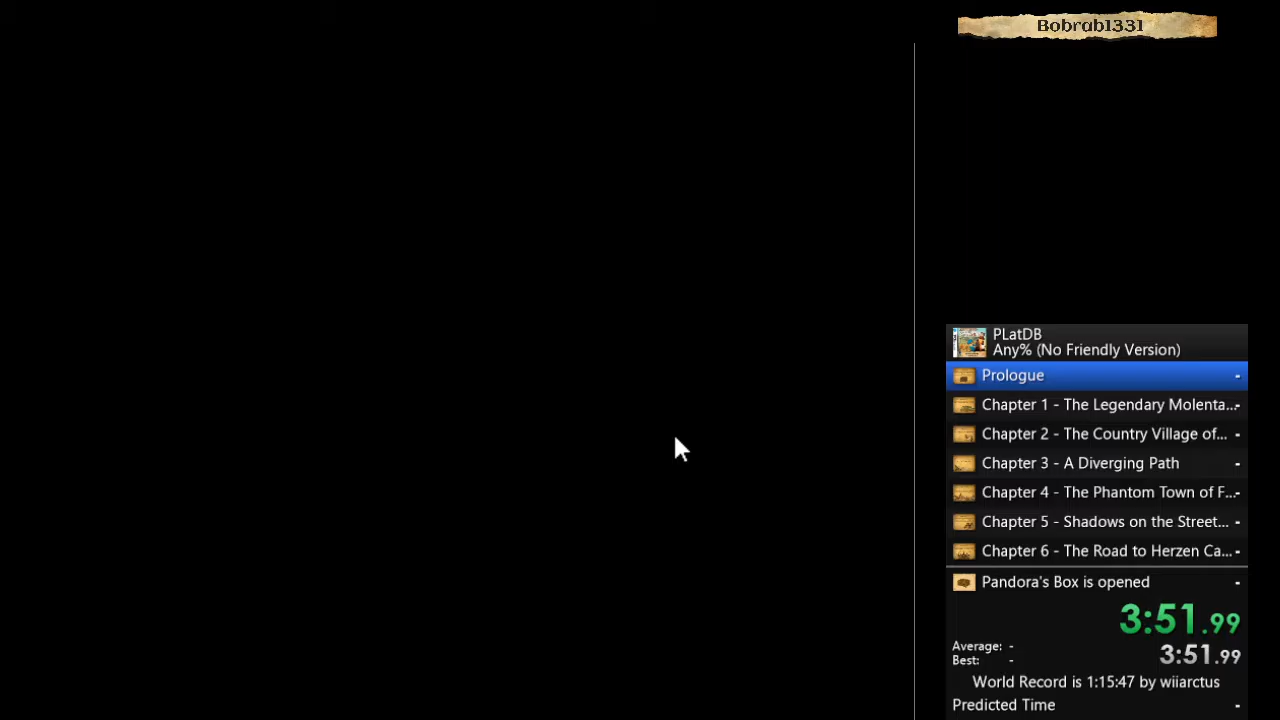 Bobrab1331
PLatDB
Any% (No Friendly Version)
Prologue -
Chapter 1 - The Legendary Molenta... -
Chapter 2 - The Country Village of... -
Chapter 3 - A Diverging Path -
Chapter 4 - The Phantom Town of F... -
Chapter 5 - Shadows on the Street... -
Chapter 6 - The Road to Herzen Ca... -
Pandora's Box is opened -
3:51.99
Average: -
Best: - 3:51.99
World Record is 1:15:47 by wiiarctus
Predicted Time -